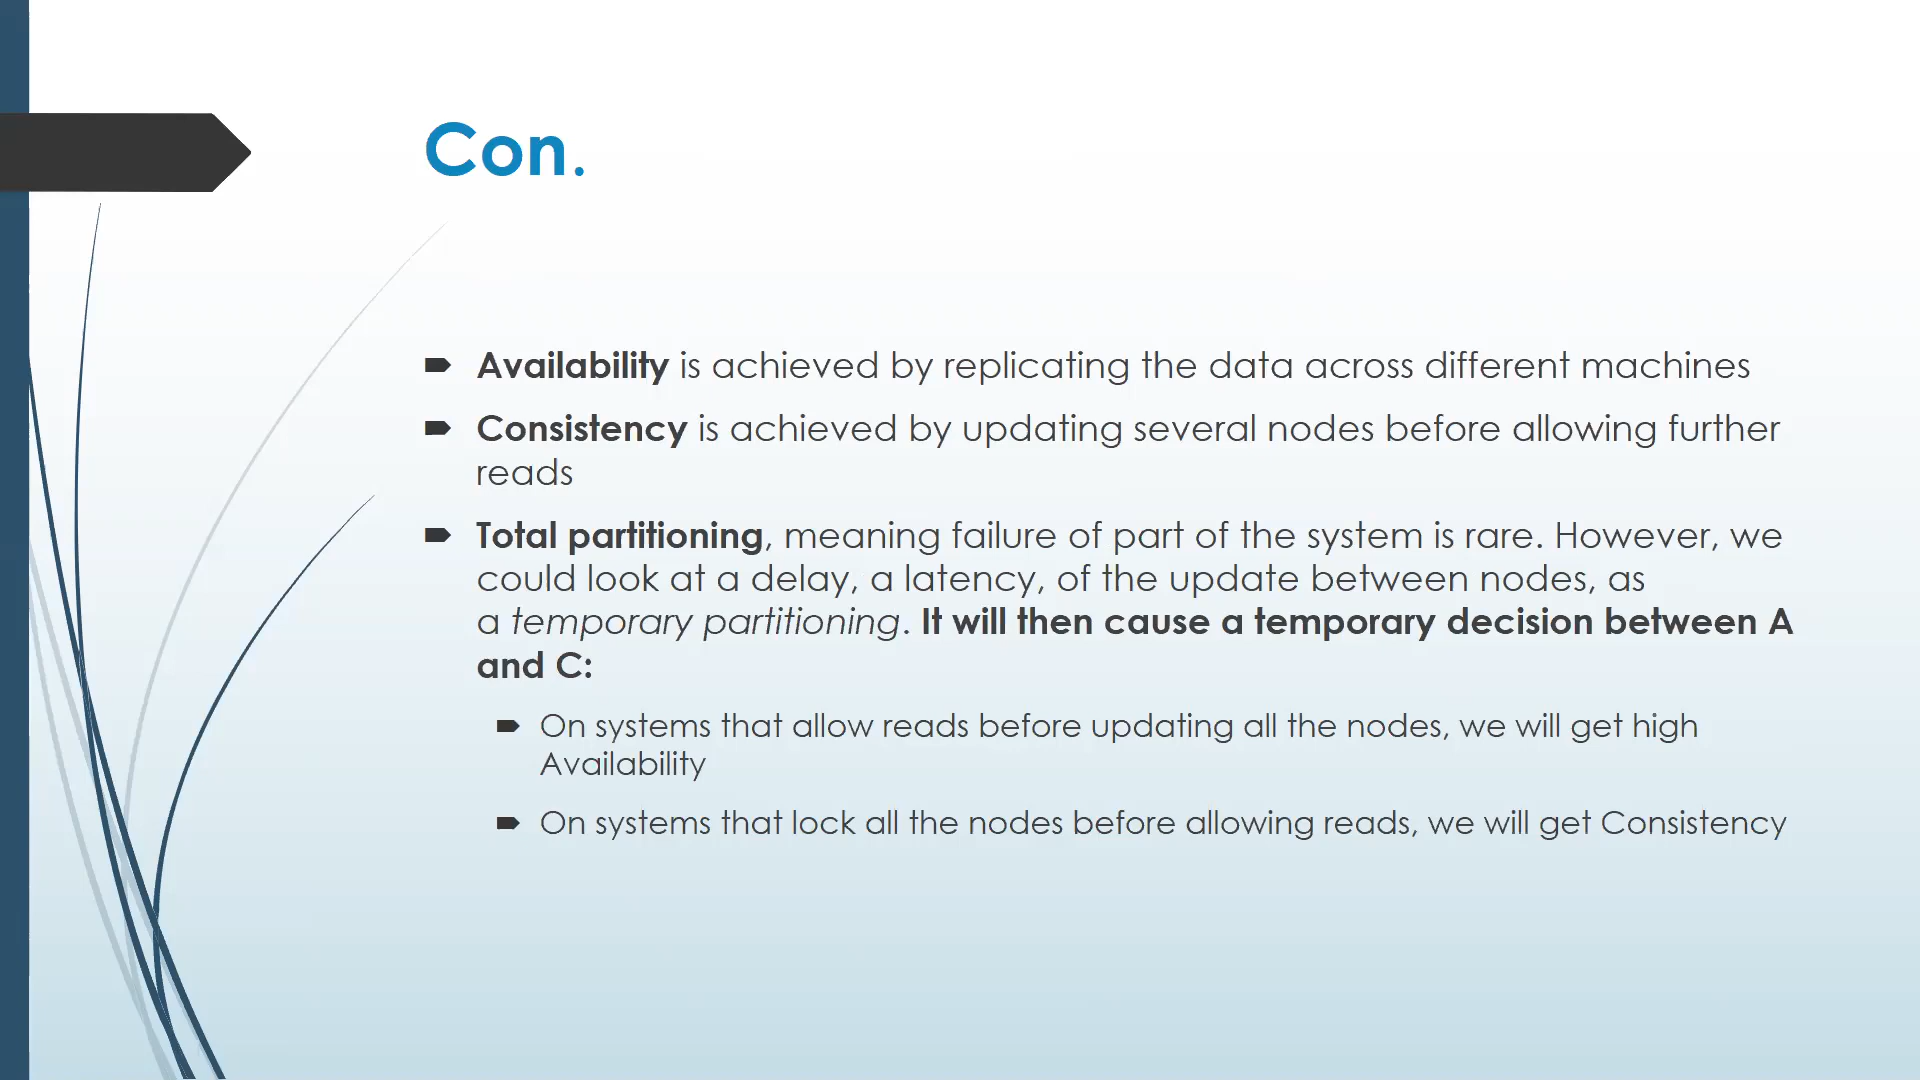 Con.
Availability is achieved by replicating the data across different machines
Consistency is achieved by updating several nodes before allowing further
reads
Total partitioning, meaning failure of part of the system is rare. However, we
could look at a delay, a latency, of the update between nodes, as
a temporary partitioning. It will then cause a temporary decision between A
and C:
On systems that allow reads before updating all the nodes, we will get high
Availability
On systems that lock all the nodes before allowing reads, we will get Consistency